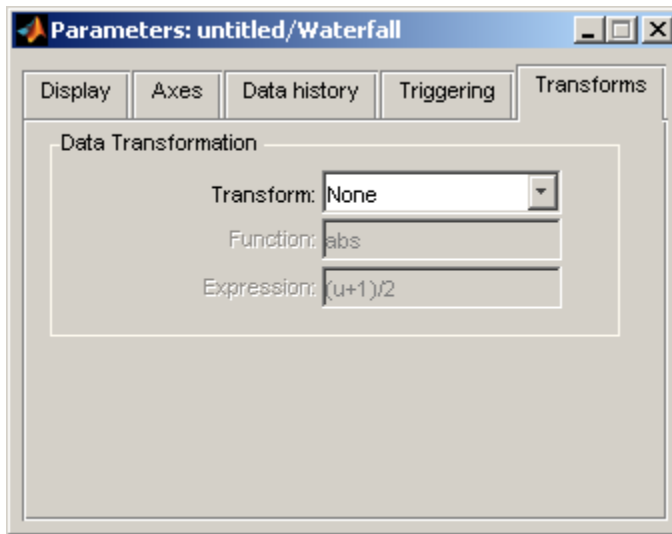 Parameters: untitled/Waterfall
Display Axes Data history Triggering Transforms
Data Transformation
Transform: None
Function: abs
Expression: (u+1)/2